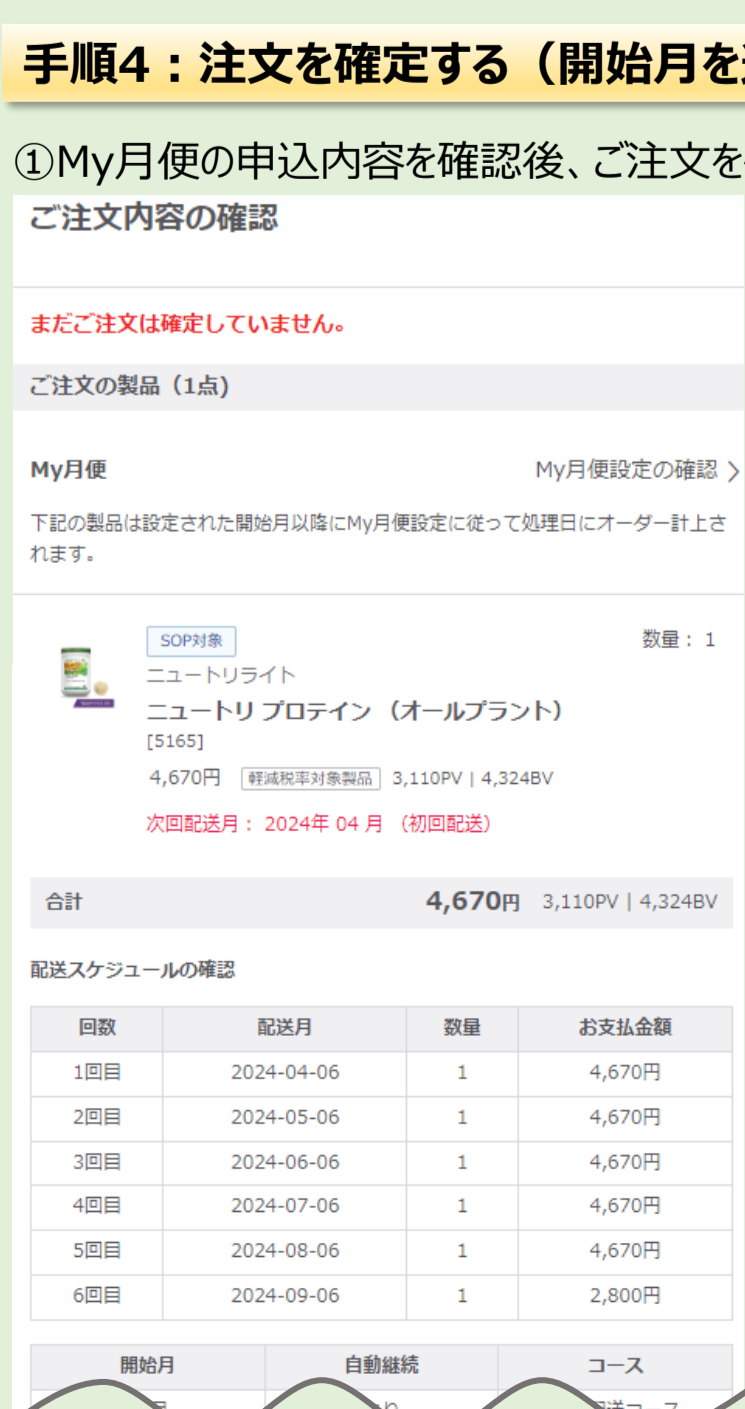 手順4：注文を確定する（開始月を
①My月便の申込内容を確認後、ご注文を
ご注文内容の確認
まだご注文は確定していません。
ご注文の製品（1点)
My月便 My月便設定の確認 >
下記の製品は設定された開始月以降にMy月便設定に従って処理日にオーダー計上さ
れます。
SOP対象 数量： 1
ニュートリライト
ニュートリ プロテイン （オールプラント）
[5165]
4,670円 軽減税率対象製品 3,110PV | 4,324BV
次回配送月： 2024年 04 月 （初回配送）
合計 4,670円 3,110PV | 4,324BV
配送スケジュールの確認
回数 配送月 数量 お支払金額
1回目 2024-04-06 1 4,670円
2回目 2024-05-06 1 4,670円
3回目 2024-06-06 1 4,670円
4回目 2024-07-06 1 4,670円
5回目 2024-08-06 1 4,670円
6回目 2024-09-06 1 2,800円
開始月 自動継続 コース